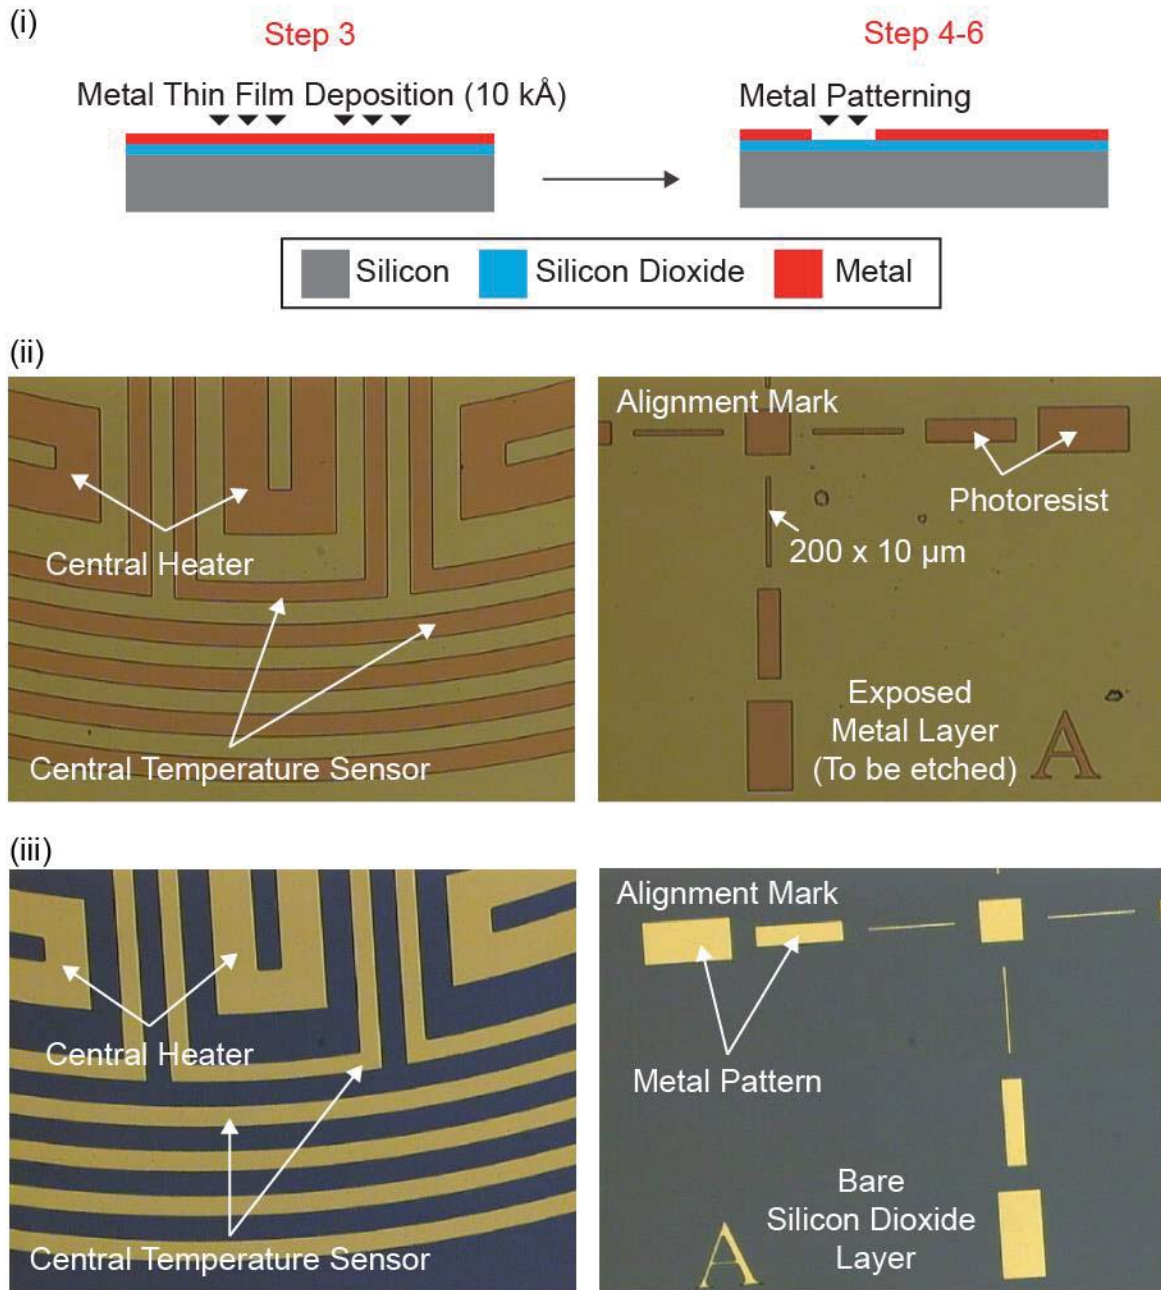 (i)
Step 3
Step 4-6
Metal Thin Film Deposition (10 kÅ)
Metal Patterning
Silicon
Silicon Dioxide
Metal
(ii)
Central Heater
Central Temperature Sensor
Alignment Mark
Photoresist
200 x 10 µm
Exposed
Metal Layer
(To be etched)
A
(iii)
Central Heater
Central Temperature Sensor
Alignment Mark
Metal Pattern
Bare
Silicon Dioxide
Layer
A